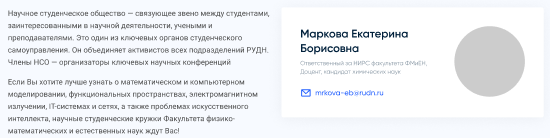 Научное студенческое общество — связующее звено между студентами,
заинтересованными в научной деятельности, учеными и
преподавателями. Это один из ключевых органов студенческого
самоуправления. Он объединяет активистов всех подразделений РУДН.
Члены НСО — организаторы ключевых научных конференций
Если Вы хотите лучше узнать о математическом и компьютерном
моделировании, функциональных пространствах, электромагнитном
излучении, IT-системах и сетях, а также проблемах искусственного
интеллекта, научные студенческие кружки Факультета физико-
математических и естественных наук ждут Вас!
Маркова Екатерина
Борисовна
Ответственный за НИРС факультета ФМиЕН,
Доцент, кандидат химических наук
mrkova-eb@rudn.ru